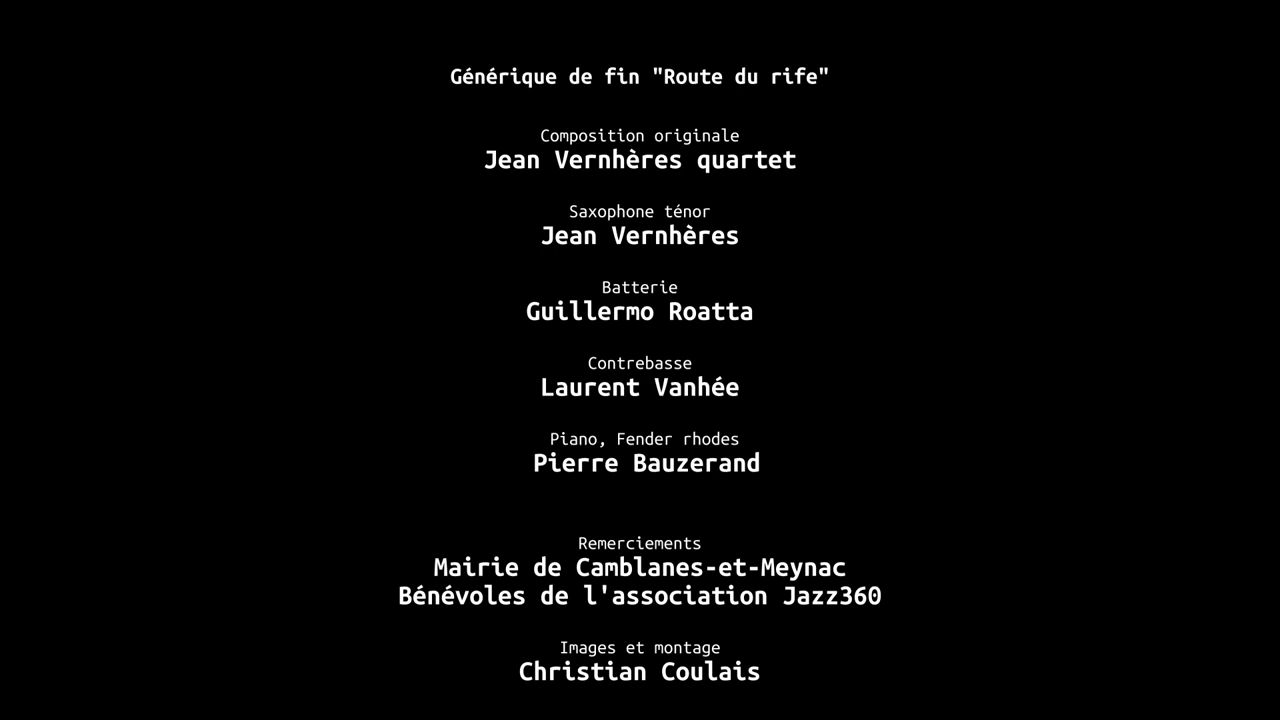 Générique de fin "Route du rife"
Composition originale
Jean Vernhères quartet
Saxophone ténor
Jean Vernhères
Batterie
Guillermo Roatta
Contrebasse
Laurent Vanhée
Piano, Fender rhodes
Pierre Bauzerand
Remerciements
Mairie de Camblanes-et-Meynac
Bénévoles de l'association Jazz360
Images et montage
Christian Coulais